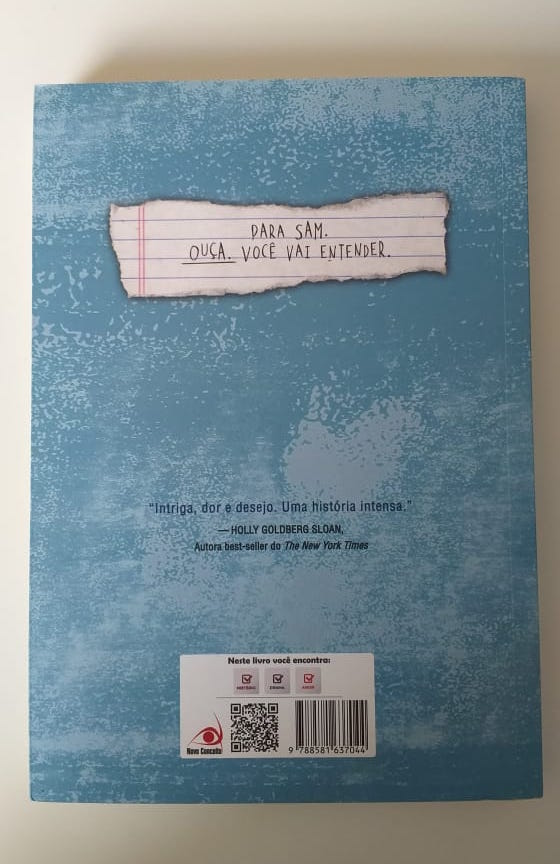 PARA SAM.
OUÇA. VOCÊ VAI ENTENDER.
"Intriga, dor e desejo. Uma história intensa."
— HOLLY GOLDBERG SLOAN,
Autora best-seller do The New York Times
Neste livro você encontra:
MISTÉRIO DRAMA AMOR
Novo Conceito
9 788581 637044